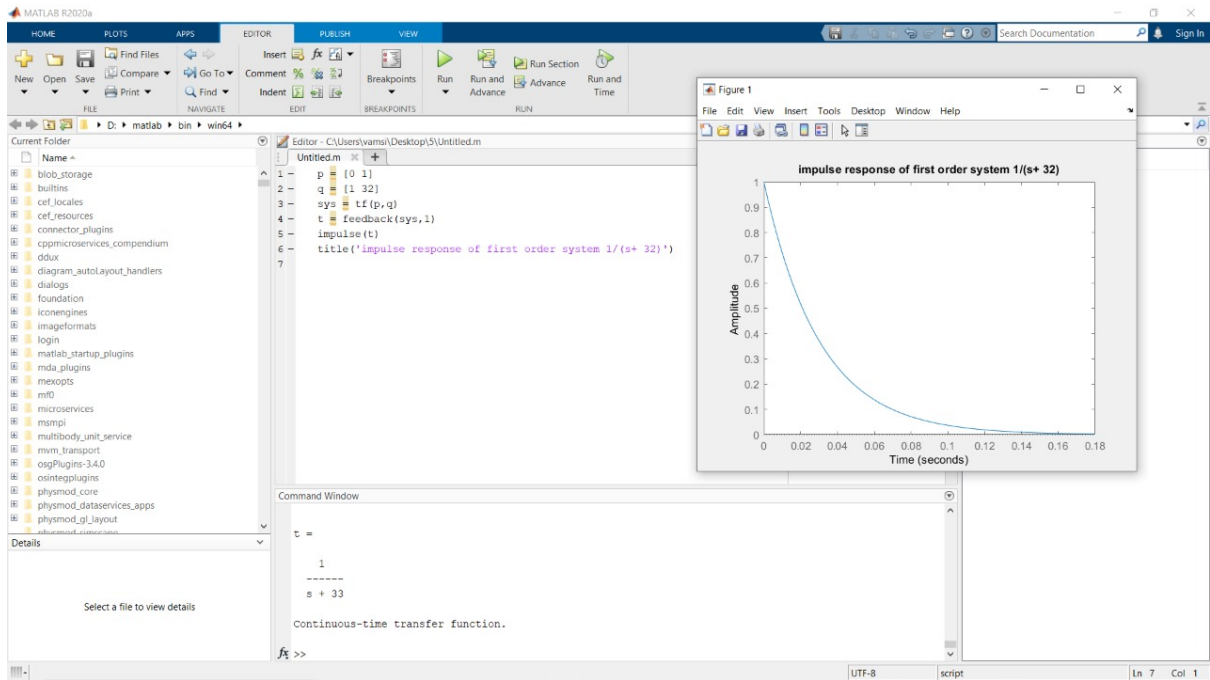 MATLAB R2020a
HOME PLOTS APPS EDITOR PUBLISH VIEW Search Documentation Sign In
New Open Save Find Files Compare Print Go To Find Insert fx Comment % Indent Breakpoints Run Run and Advance Run Section Advance Run and Time
FILE NAVIGATE EDIT BREAKPOINTS RUN
D: matlab bin win64
Current Folder
Name
blob_storage
builtins
cef_locales
cef_resources
connector_plugins
cppmicroservices_compendium
ddux
diagram_autoLayout_handlers
dialogs
foundation
iconengines
imageformats
login
matlab_startup_plugins
mda_plugins
mexopts
mf0
microservices
msmpi
multibody_unit_service
mvm_transport
osgPlugins-3.4.0
osintegplugins
physmod_core
physmod_dataservices_apps
physmod_gl_layout
Details
Select a file to view details
Editor - C:\Users\vamsi\Desktop\5\Untitled.m
Untitled.m
1 - p = [0 1]
2 - q = [1 32]
3 - sys = tf(p,q)
4 - t = feedback(sys,1)
5 - impulse(t)
6 - title('impulse response of first order system 1/(s+ 32)')
7
Command Window
t =
1
------
s + 33
Continuous-time transfer function.
fx >>
Figure 1
File Edit View Insert Tools Desktop Window Help
impulse response of first order system 1/(s+ 32)
1
0.9
0.8
0.7
0.6
0.5
0.4
0.3
0.2
0.1
0
Amplitude
0 0.02 0.04 0.06 0.08 0.1 0.12 0.14 0.16 0.18
Time (seconds)
UTF-8 script Ln 7 Col 1